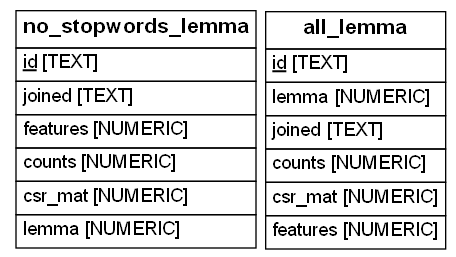 no_stopwords_lemma
id [TEXT]
joined [TEXT]
features [NUMERIC]
counts [NUMERIC]
csr_mat [NUMERIC]
lemma [NUMERIC]
all_lemma
id [TEXT]
lemma [NUMERIC]
joined [TEXT]
counts [NUMERIC]
csr_mat [NUMERIC]
features [NUMERIC]